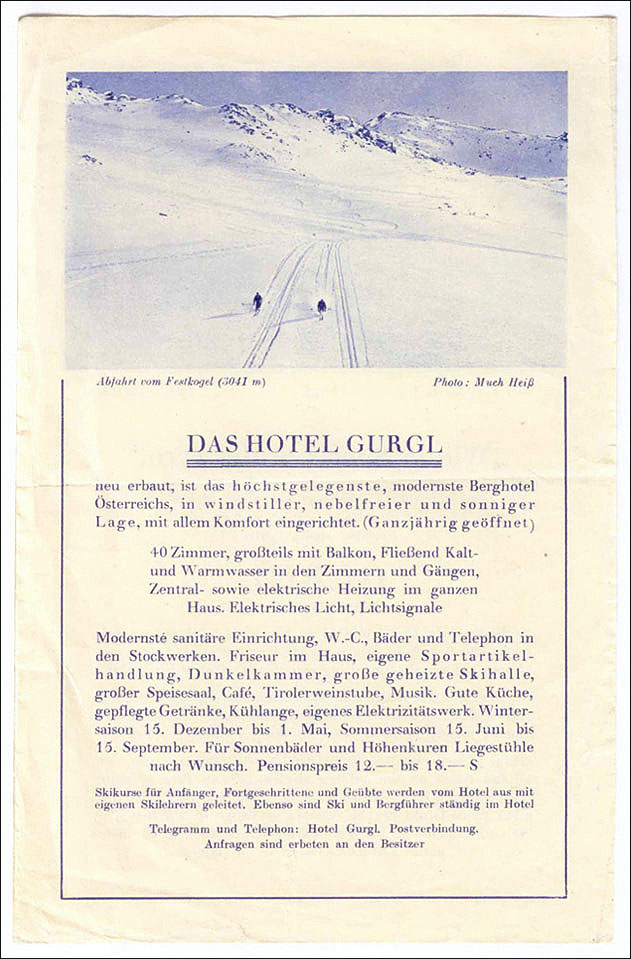 Abfahrt vom Festkogel (3041 m)
Photo: Much Heiß
DAS HOTEL GURGL
neu erbaut, ist das höchstgelegenste, modernste Berghotel
Österreichs, in windstiller, nebelfreier und sonniger
Lage, mit allem Komfort eingerichtet. (Ganzjährig geöffnet)
40 Zimmer, großteils mit Balkon, Fließend Kalt-
und Warmwasser in den Zimmern und Gängen,
Zentral- sowie elektrische Heizung im ganzen
Haus. Elektrisches Licht, Lichtsignale
Modernste sanitäre Einrichtung, W.-C., Bäder und Telephon in
den Stockwerken. Friseur im Haus, eigene Sportartikel-
handlung, Dunkelkammer, große geheizte Skihalle,
großer Speisesaal, Café, Tirolerweinstube, Musik. Gute Küche,
gepflegte Getränke, Kühlange, eigenes Elektrizitätswerk. Winter-
saison 15. Dezember bis 1. Mai, Sommersaison 15. Juni bis
15. September. Für Sonnenbäder und Höhenkuren Liegestühle
nach Wunsch. Pensionspreis 12.— bis 18.— S
Skikurse für Anfänger, Fortgeschrittene und Geübte werden vom Hotel aus mit
eigenen Skilehrern geleitet. Ebenso sind Ski und Bergführer ständig im Hotel
Telegramm und Telephon: Hotel Gurgl. Postverbindung.
Anfragen sind erbeten an den Besitzer